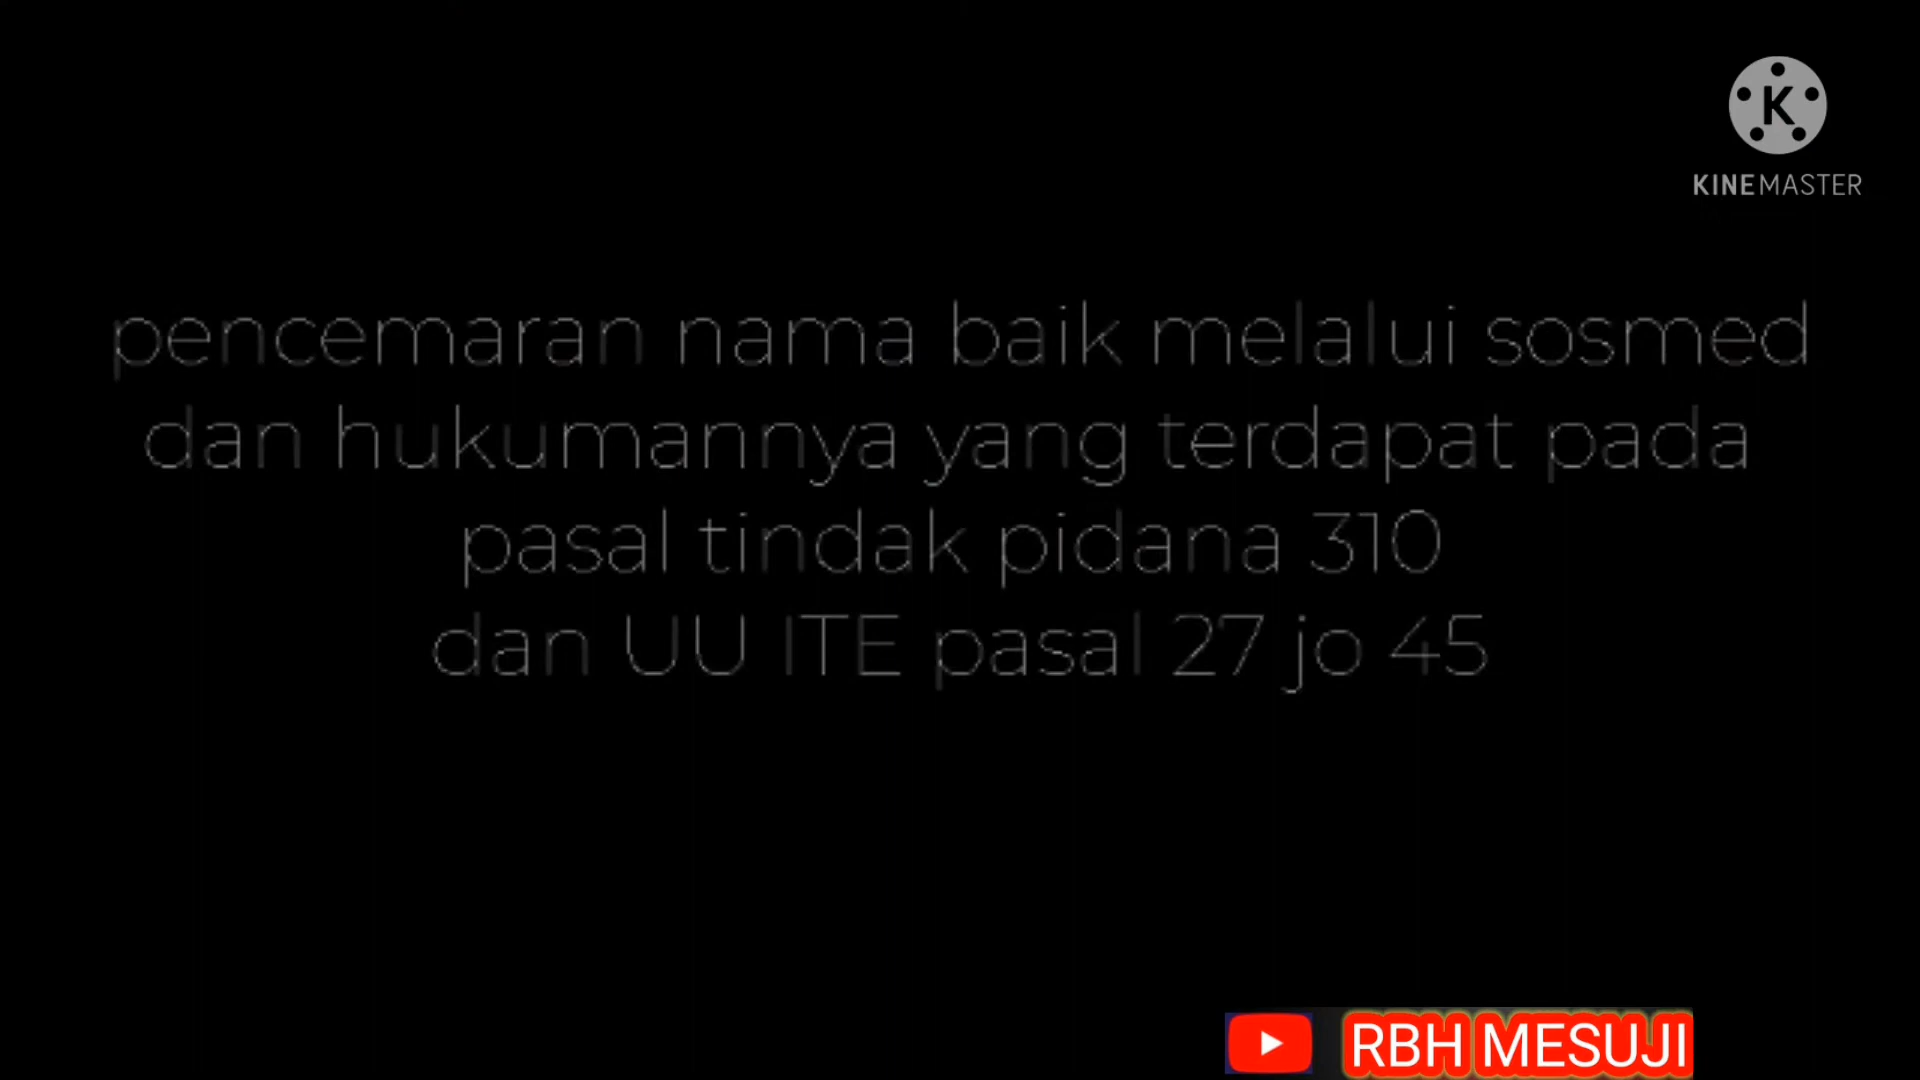 K
KINEMASTER
pencemaran nama baik melalui sosmed
dan hukumannya yang terdapat pada
pasal tindak pidana 310
dan UU ITE pasal 27 jo 45
RBH MESUJI